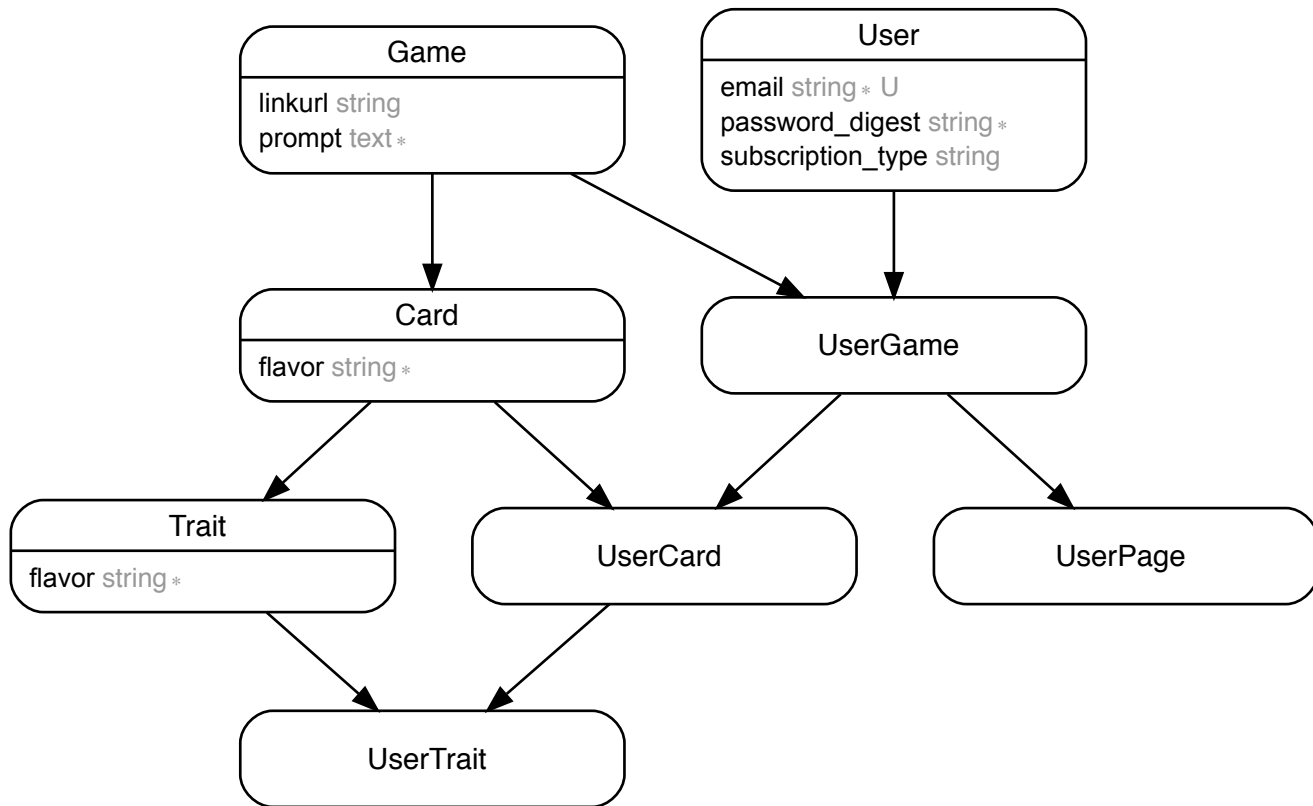 Game
linkurl string
prompt text *
User
email string * U
password_digest string *
subscription_type string
Card
flavor string *
UserGame
Trait
flavor string *
UserCard
UserPage
UserTrait